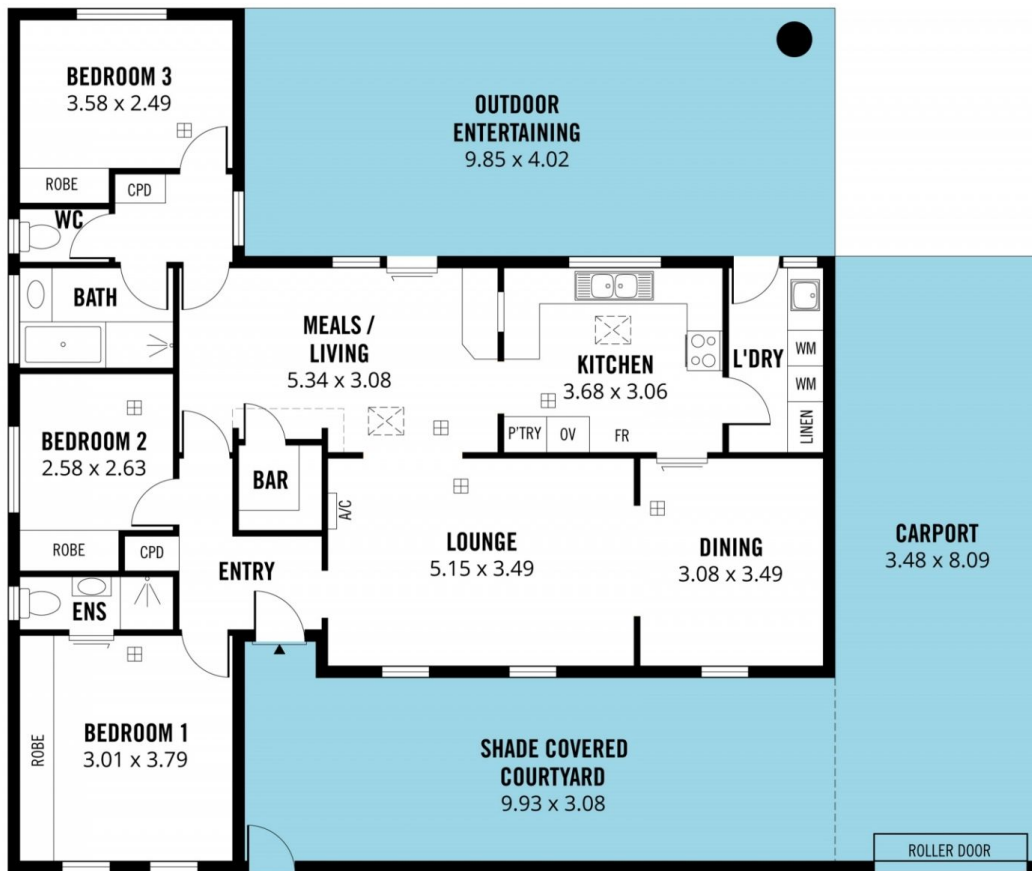 BEDROOM 3
3.58 x 2.49
ROBE
CPD
WC
OUTDOOR
ENTERTAINING
9.85 x 4.02
BATH
MEALS /
LIVING
5.34 x 3.08
KITCHEN
3.68 x 3.06
P'TRY
OV
FR
L'DRY
WM
WM
LINEN
BEDROOM 2
2.58 x 2.63
ROBE
CPD
BAR
A/C
LOUNGE
5.15 x 3.49
DINING
3.08 x 3.49
CARPORT
3.48 x 8.09
ENTRY
ENS
ROBE
BEDROOM 1
3.01 x 3.79
SHADE COVERED
COURTYARD
9.93 x 3.08
ROLLER DOOR